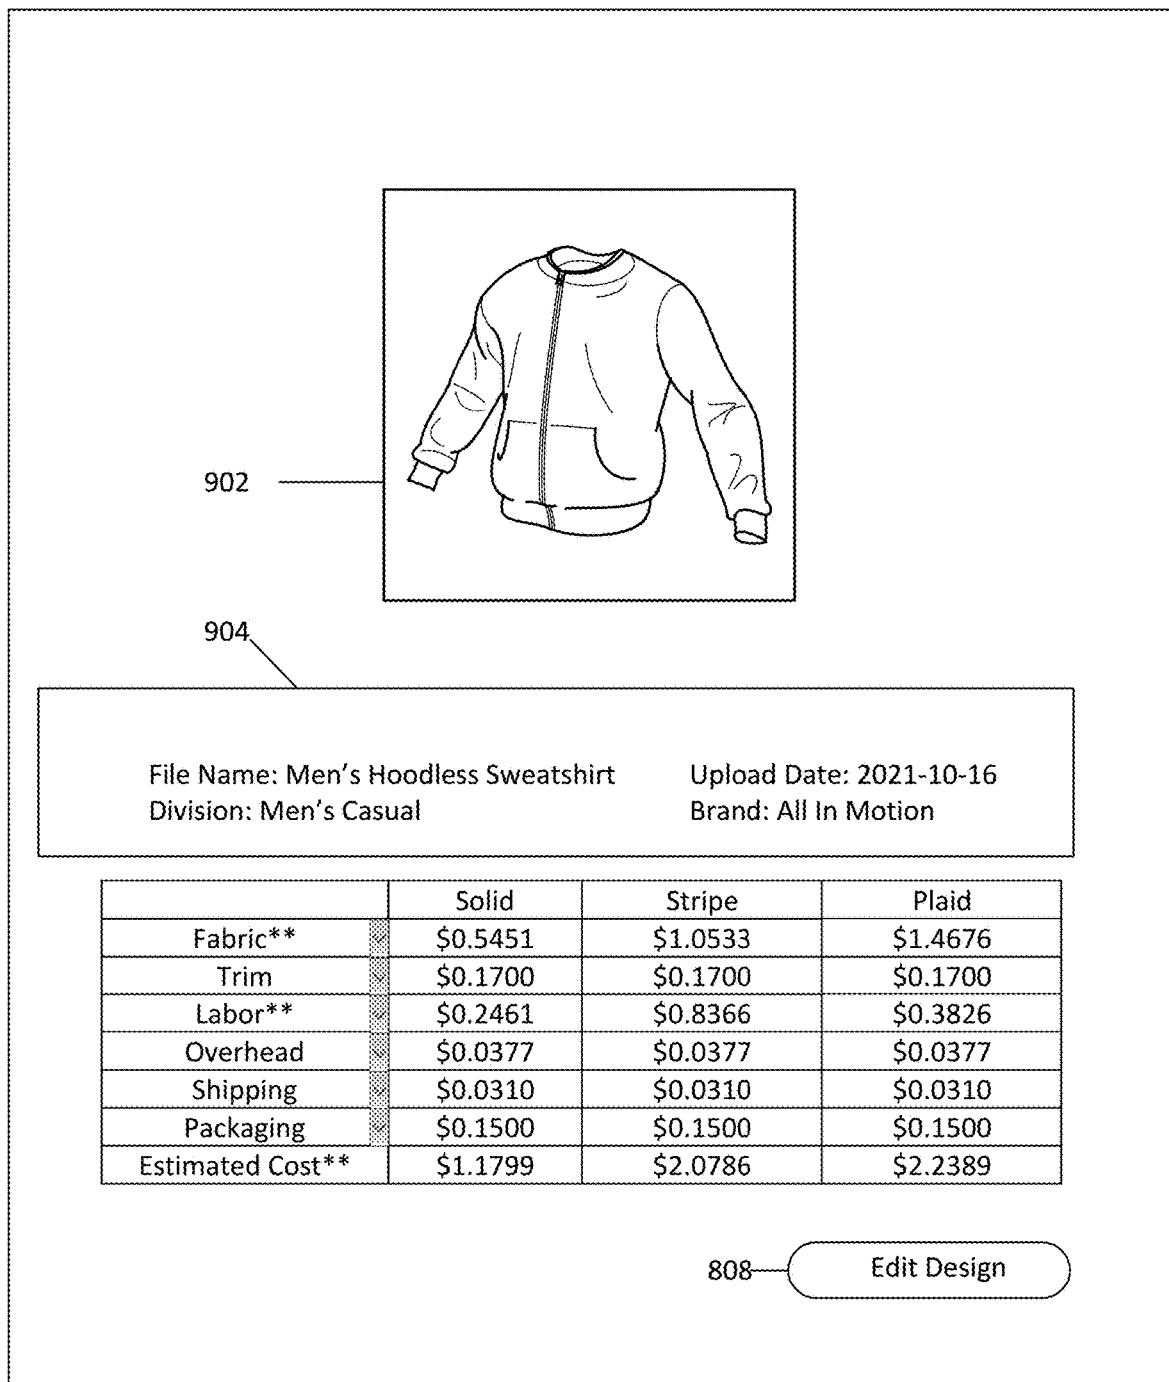 902
904
File Name: Men's Hoodless Sweatshirt Upload Date: 2021-10-16
Division: Men's Casual Brand: All In Motion
Solid Stripe Plaid
Fabric** $0.5451 $1.0533 $1.4676
Trim $0.1700 $0.1700 $0.1700
Labor** $0.2461 $0.8366 $0.3826
Overhead $0.0377 $0.0377 $0.0377
Shipping $0.0310 $0.0310 $0.0310
Packaging $0.1500 $0.1500 $0.1500
Estimated Cost** $1.1799 $2.0786 $2.2389
808 Edit Design